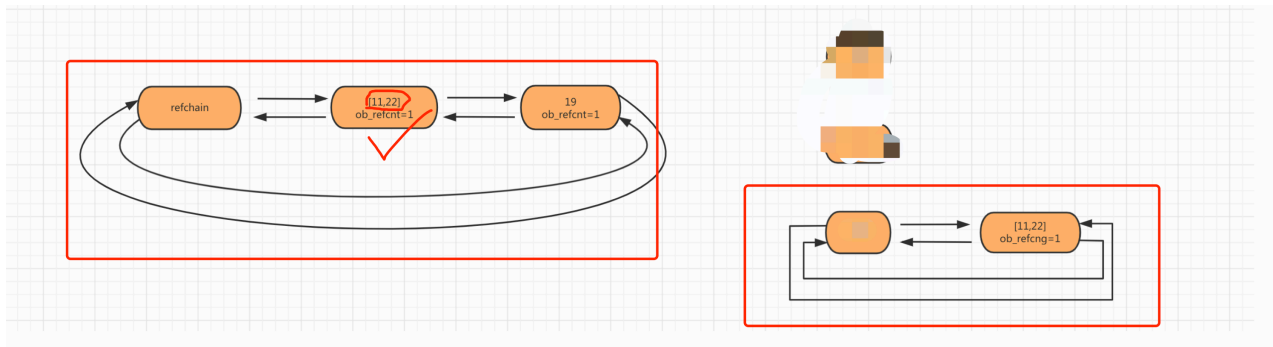 refchain
[11,22]
ob_refcnt=1
19
ob_refcnt=1
[11,22]
ob_refcng=1